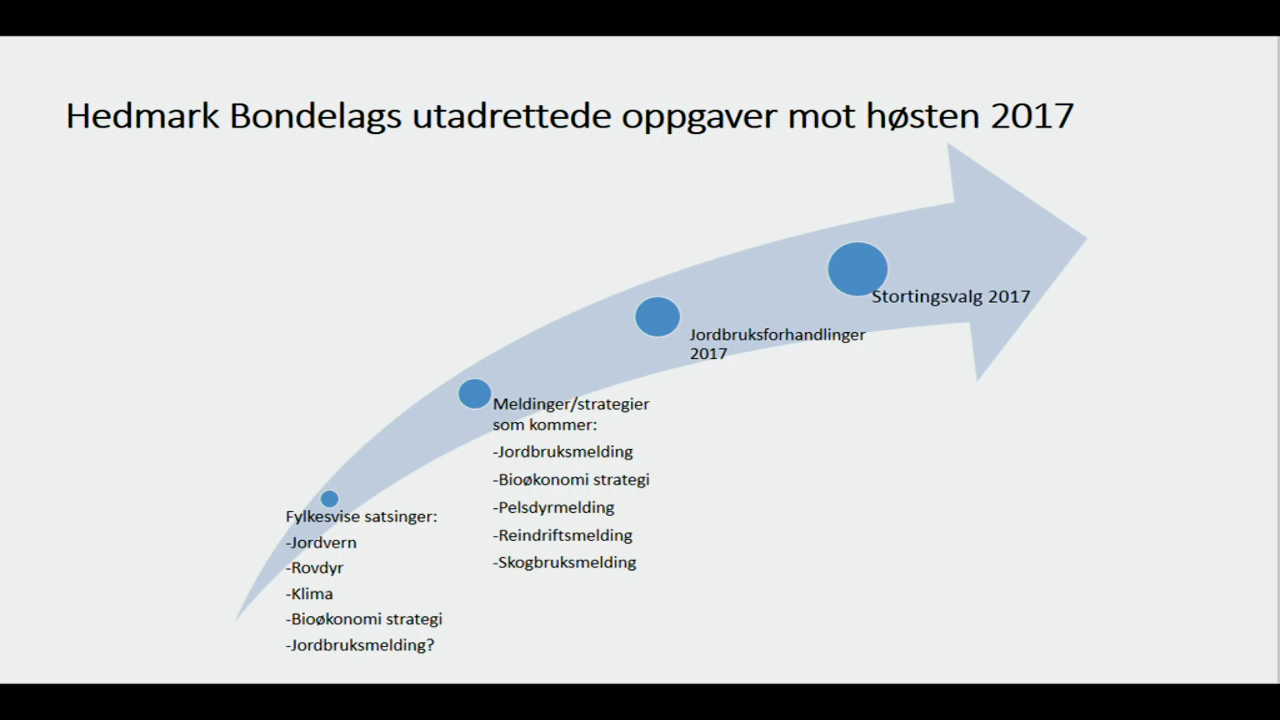 Hedmark Bondelags utadrettede oppgaver mot høsten 2017
Fylkesvise satsinger:
-Jordvern
-Rovdyr
-Klima
-Bioøkonomi strategi
-Jordbruksmelding?
Meldinger/strategier
som kommer:
-Jordbruksmelding
-Bioøkonomi strategi
-Pelsdyrmelding
-Reindriftsmelding
-Skogbruksmelding
Jordbruksforhandlinger
2017
Stortingsvalg 2017